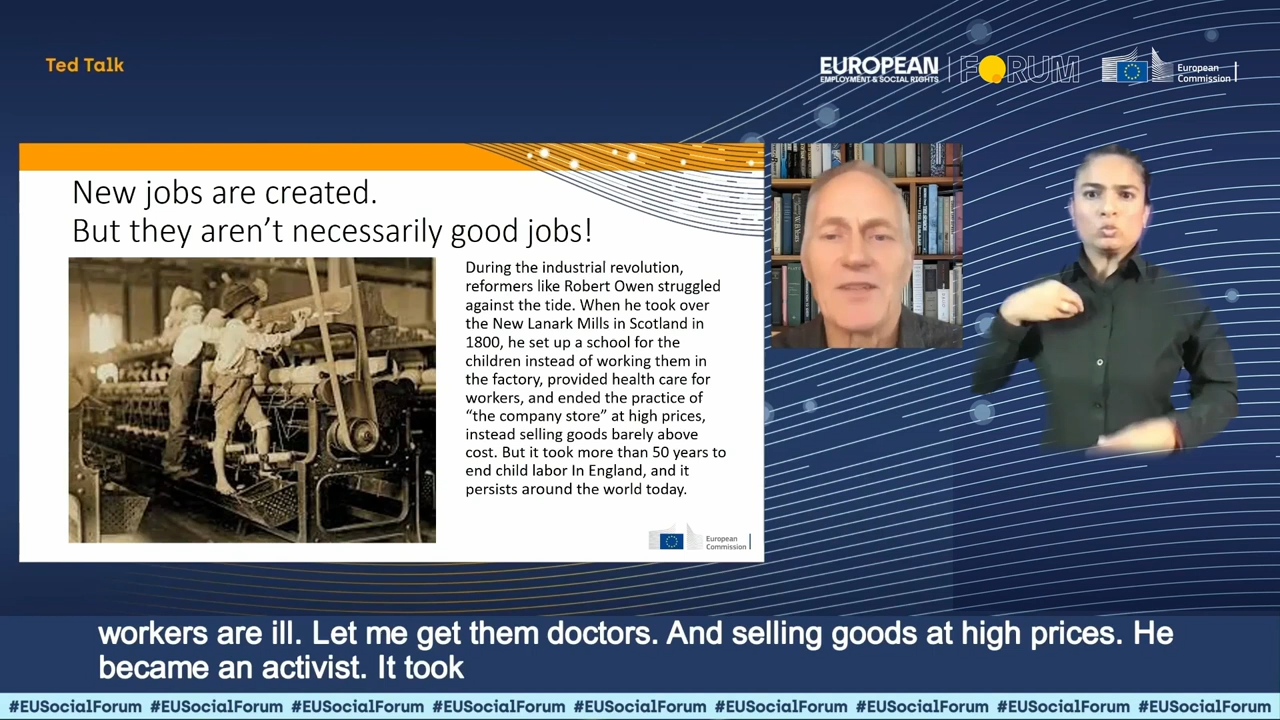 Ted Talk
EUROPEAN
EMPLOYMENT & SOCIAL RIGHTS
FORUM
European
Commission
New jobs are created.
But they aren’t necessarily good jobs!
During the industrial revolution,
reformers like Robert Owen struggled
against the tide. When he took over
the New Lanark Mills in Scotland in
1800, he set up a school for the
children instead of working them in
the factory, provided health care for
workers, and ended the practice of
“the company store” at high prices,
instead selling goods barely above
cost. But it took more than 50 years to
end child labor In England, and it
persists around the world today.
European
Commission
workers are ill. Let me get them doctors. And selling goods at high prices. He
became an activist. It took
#EUSocialForum #EUSocialForum #EUSocialForum #EUSocialForum #EUSocialForum #EUSocialForum #EUSocialForum #EUSocialForum #EUSocialForum